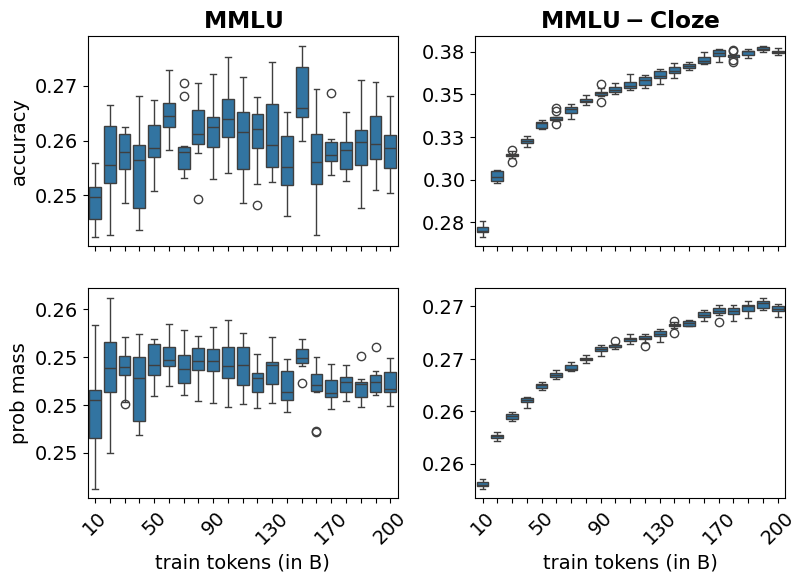 MMLU
MMLU – Cloze
accuracy
0.27
0.26
0.25
0.38
0.35
0.33
0.30
0.28
prob mass
0.26
0.25
0.25
0.25
0.27
0.27
0.26
0.26
10 50 90 130 170 200
10 50 90 130 170 200
train tokens (in B)
train tokens (in B)